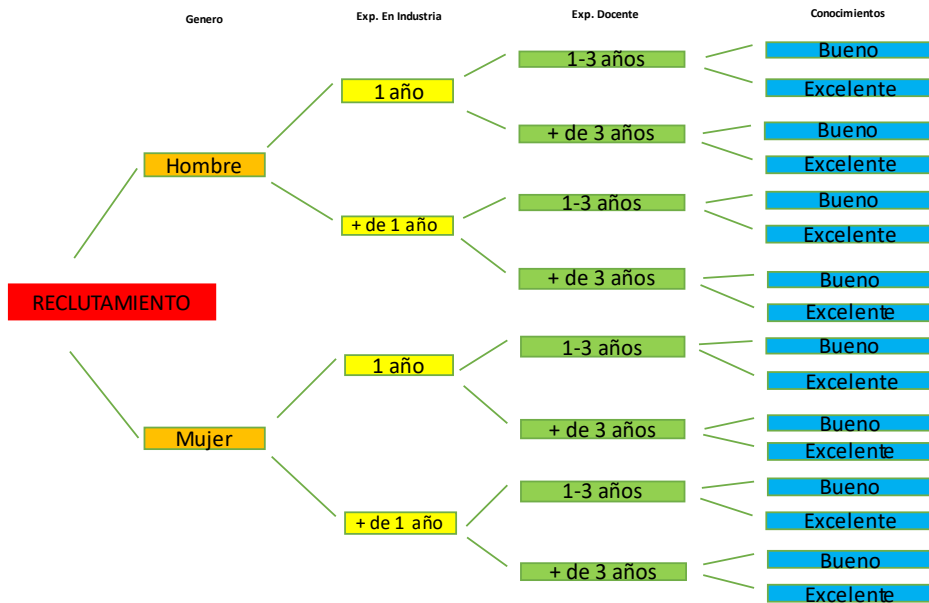 Genero
Exp. En Industria
Exp. Docente
Conocimientos
RECLUTAMIENTO
Hombre
1 año
1-3 años
Bueno
Excelente
+ de 3 años
Bueno
Excelente
+ de 1 año
1-3 años
Bueno
Excelente
+ de 3 años
Bueno
Excelente
Mujer
1 año
1-3 años
Bueno
Excelente
+ de 3 años
Bueno
Excelente
+ de 1 año
1-3 años
Bueno
Excelente
+ de 3 años
Bueno
Excelente